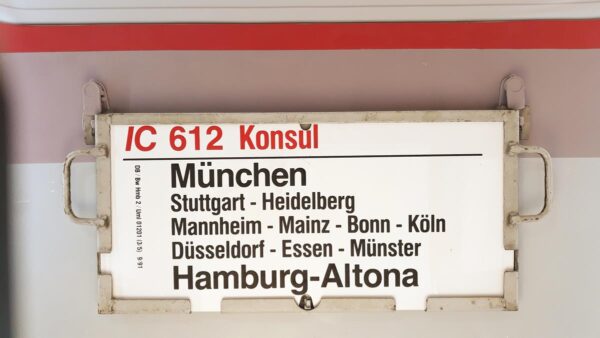 IC 612 Konsul
München
Stuttgart - Heidelberg
Mannheim - Mainz - Bonn - Köln
Düsseldorf - Essen - Münster
Hamburg-Altona